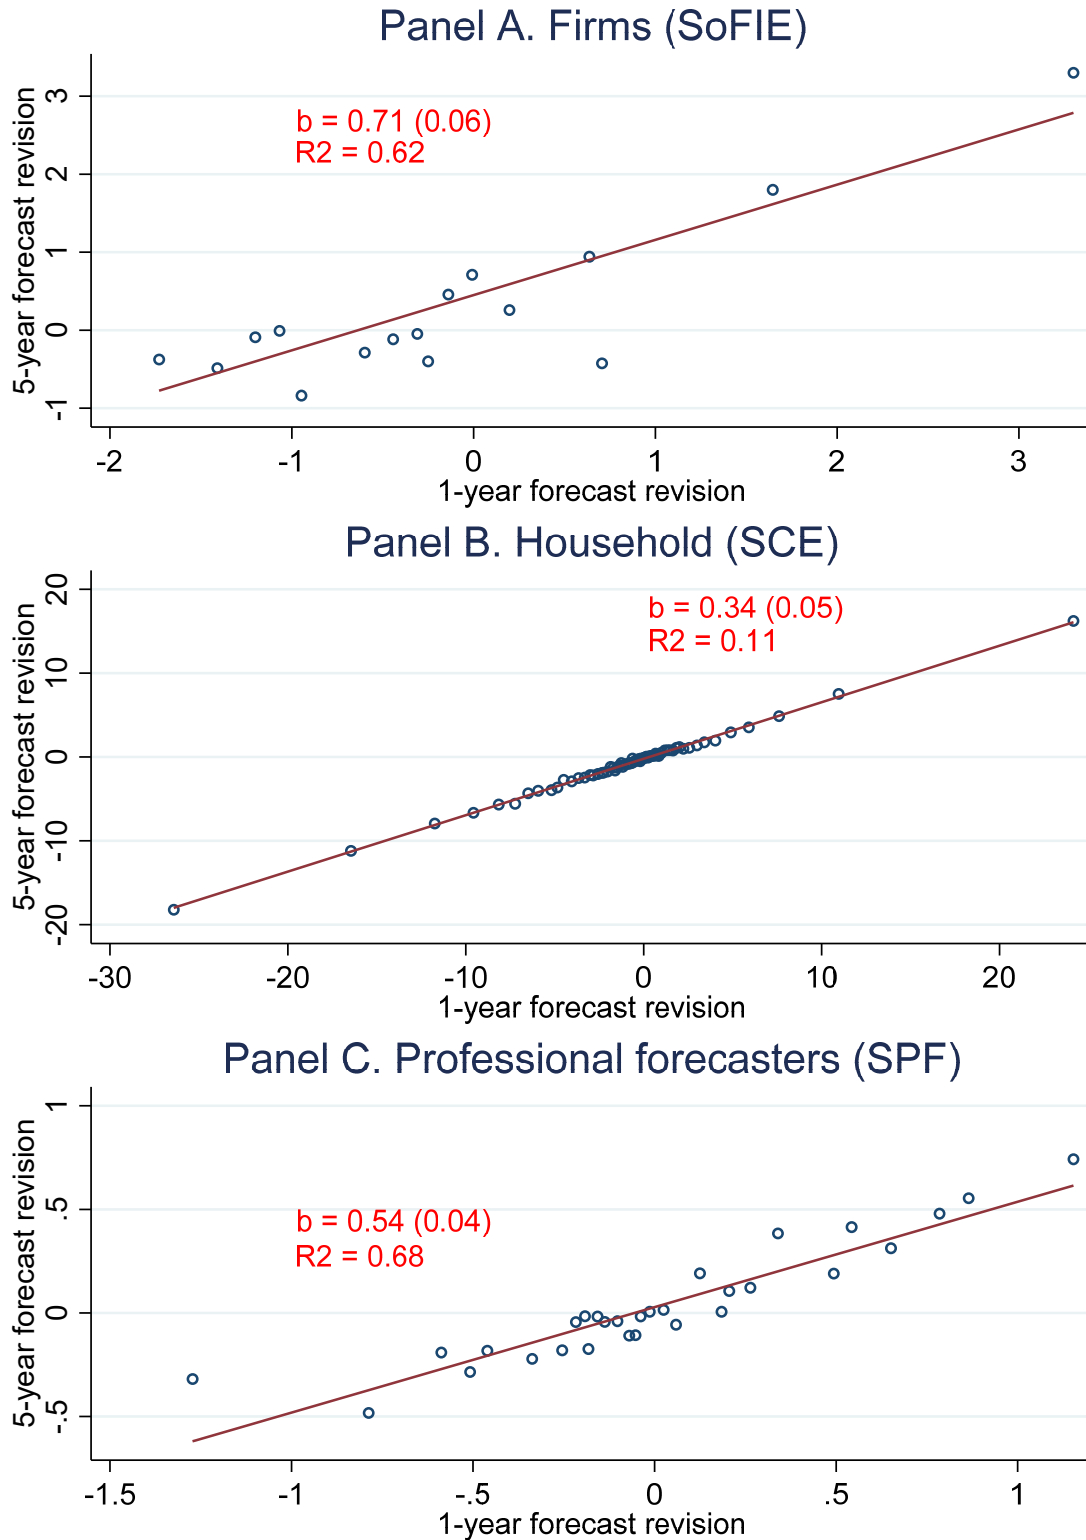 Panel A. Firms (SoFIE)
5-year forecast revision
3
2
1
0
-1
b = 0.71 (0.06)
R2 = 0.62
-2
-1
0
1
2
3
1-year forecast revision
Panel B. Household (SCE)
5-year forecast revision
20
10
0
-10
-20
b = 0.34 (0.05)
R2 = 0.11
-30
-20
-10
0
10
20
1-year forecast revision
Panel C. Professional forecasters (SPF)
5-year forecast revision
1
.5
0
-.5
b = 0.54 (0.04)
R2 = 0.68
-1.5
-1
-.5
0
.5
1
1-year forecast revision